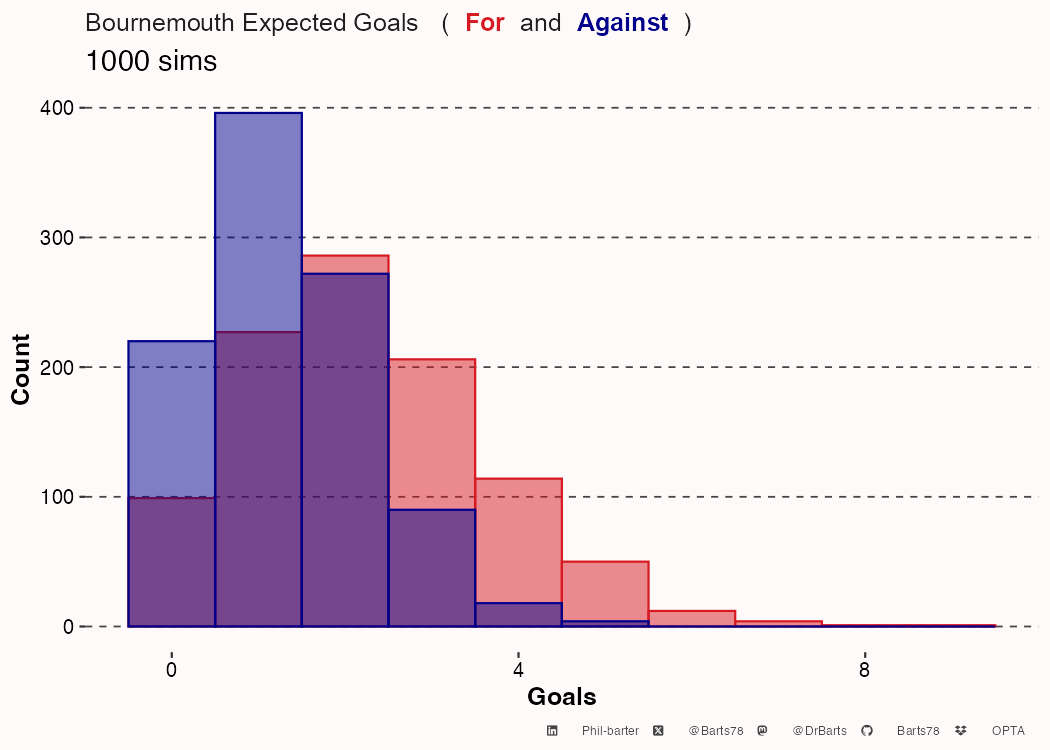 Bournemouth Expected Goals ( For and Against )
1000 sims
400
300
200
100
0
Count
0 4 8
Goals
Phil-barter @Barts78 @DrBarts Barts78 OPTA